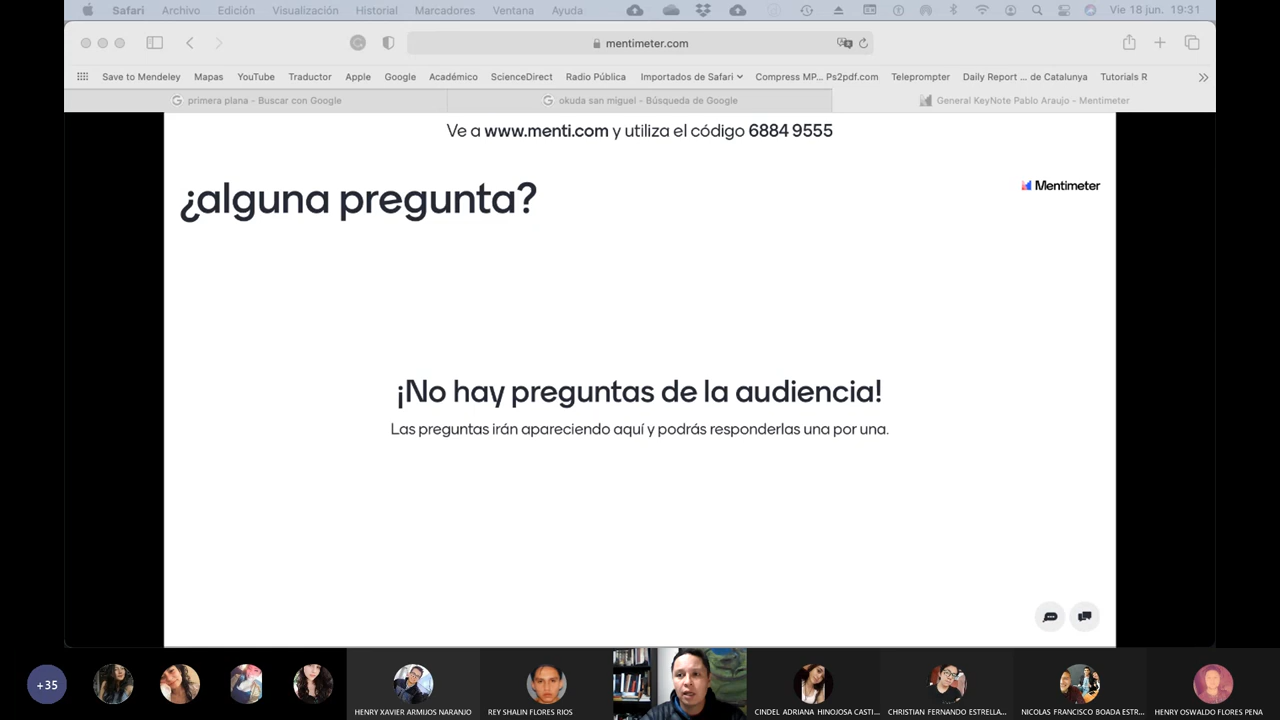 Safari Archivo Edición Visualización Historial Marcadores Ventana Ayuda Vie 18 jun. 19:31
mentimeter.com
Save to Mendeley Mapas YouTube Traductor Apple Google Académico ScienceDirect Radio Pública Importados de Safari Compress MP... Ps2pdf.com Teleprompter Daily Report ... de Catalunya Tutorials R
primera plana - Buscar con Google okuda san miguel - Búsqueda de Google General KeyNote Pablo Araujo - Mentimeter
Ve a www.menti.com y utiliza el código 6884 9555
¿alguna pregunta?
Mentimeter
¡No hay preguntas de la audiencia!
Las preguntas irán apareciendo aquí y podrás responderlas una por una.
+35
HENRY XAVIER ARMIJOS NARANJO REY SHALIN FLORES RIOS CINDEL ADRIANA HINOJOSA CASTI... CHRISTIAN FERNANDO ESTRELLA... NICOLAS FRANCISCO BOADA ESTR... HENRY OSWALDO FLORES PENA